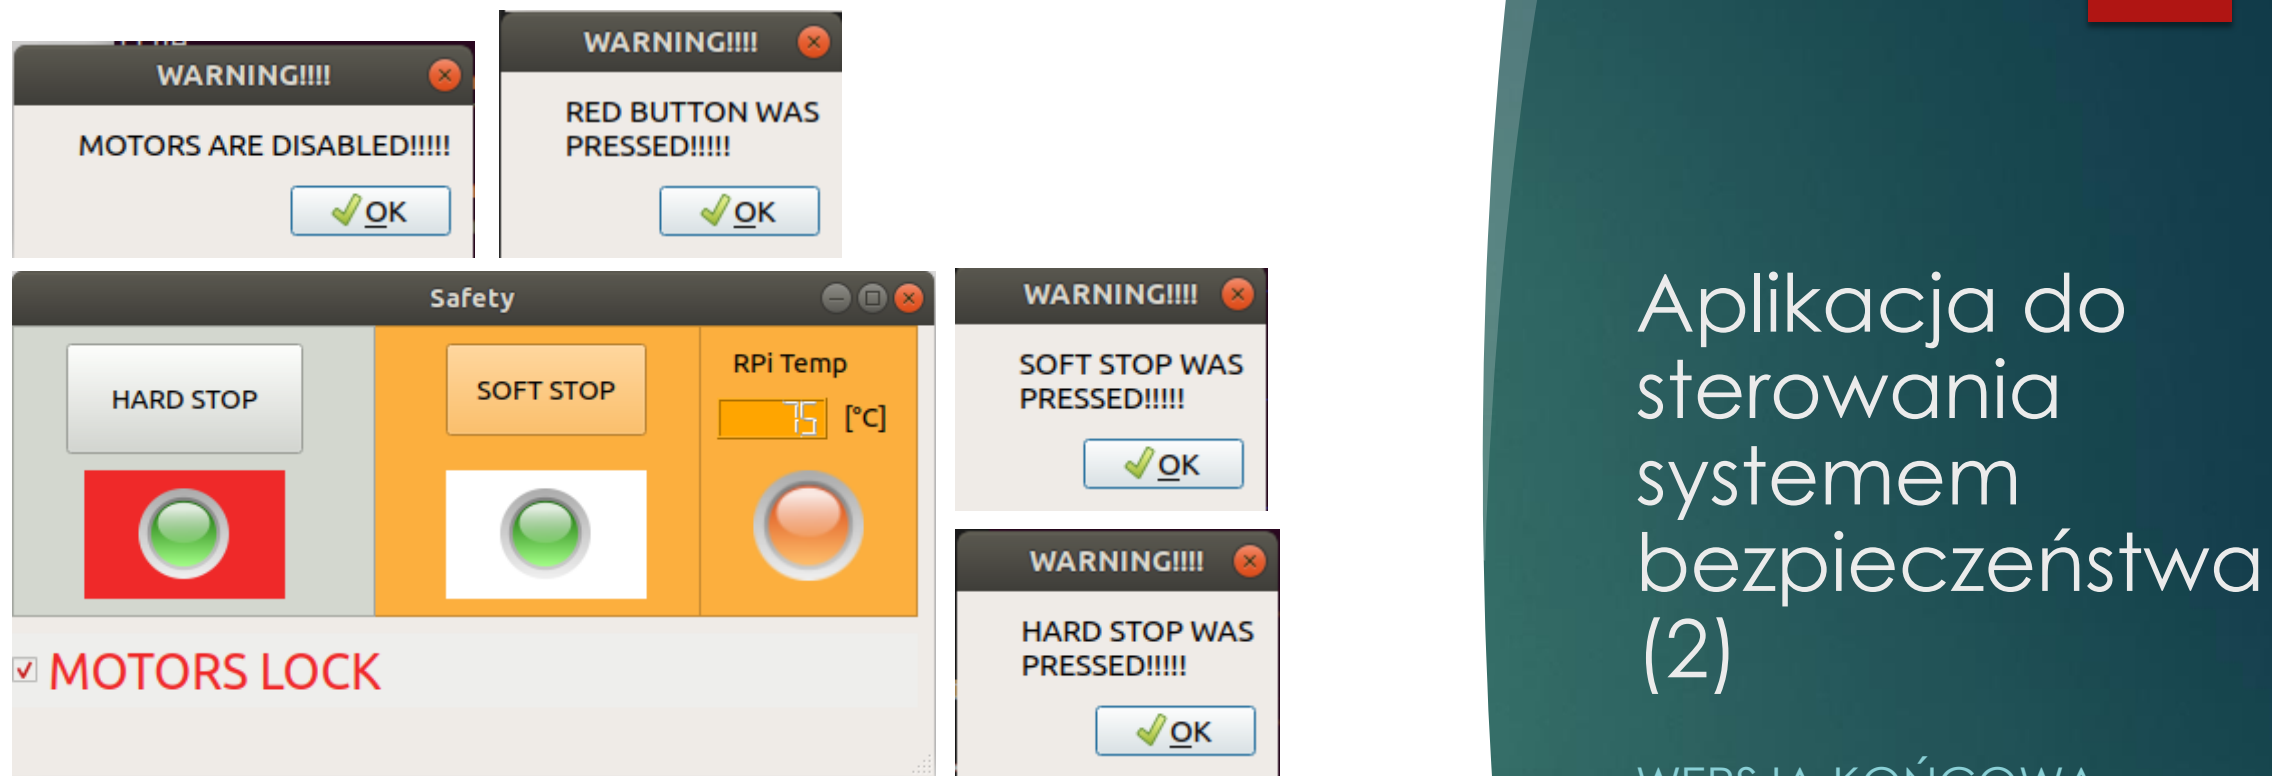 WARNING!!!!
MOTORS ARE DISABLED!!!!!
OK
WARNING!!!!
RED BUTTON WAS
PRESSED!!!!!
OK
Safety
HARD STOP
SOFT STOP
RPi Temp
75 [°C]
MOTORS LOCK
WARNING!!!!
SOFT STOP WAS
PRESSED!!!!!
OK
WARNING!!!!
HARD STOP WAS
PRESSED!!!!!
OK
Aplikacja do
sterowania
systemem
bezpieczeństwa
(2)
WERSJA KOŃCOWA